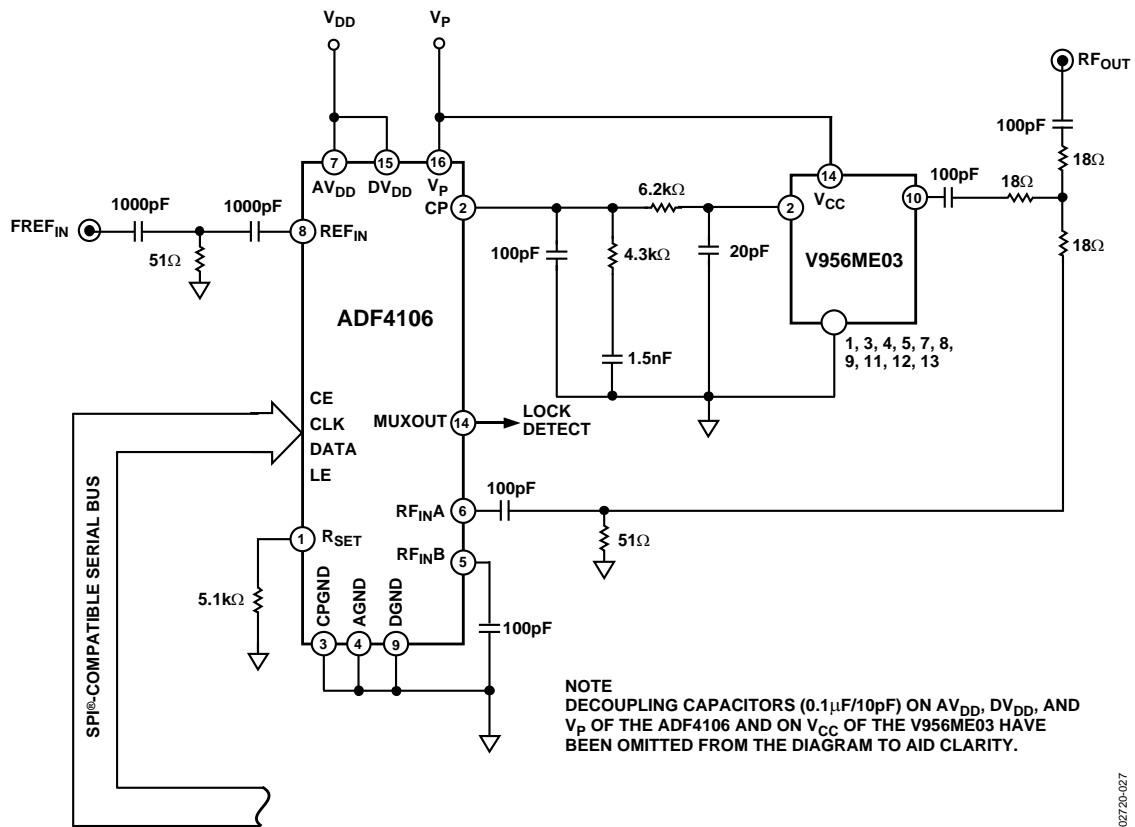 VDD
VP
RFOUT
100pF
18Ω
7
15
16
AVDD
DVDD
VP
14
VCC
1000pF
1000pF
CP
2
6.2kΩ
2
10
100pF
18Ω
FREFIN
8
REFIN
18Ω
51Ω
100pF
4.3kΩ
20pF
V956ME03
ADF4106
1.5nF
1, 3, 4, 5, 7, 8,
9, 11, 12, 13
CE
CLK
DATA
LE
MUXOUT
14
LOCK
DETECT
100pF
RFINA
6
1
RSET
51Ω
RFINB
5
SPI®-COMPATIBLE SERIAL BUS
5.1kΩ
CPGND
AGND
DGND
100pF
3
4
9
NOTE
DECOUPLING CAPACITORS (0.1µF/10pF) ON AVDD, DVDD, AND
VP OF THE ADF4106 AND ON VCC OF THE V956ME03 HAVE
BEEN OMITTED FROM THE DIAGRAM TO AID CLARITY.
02720-027